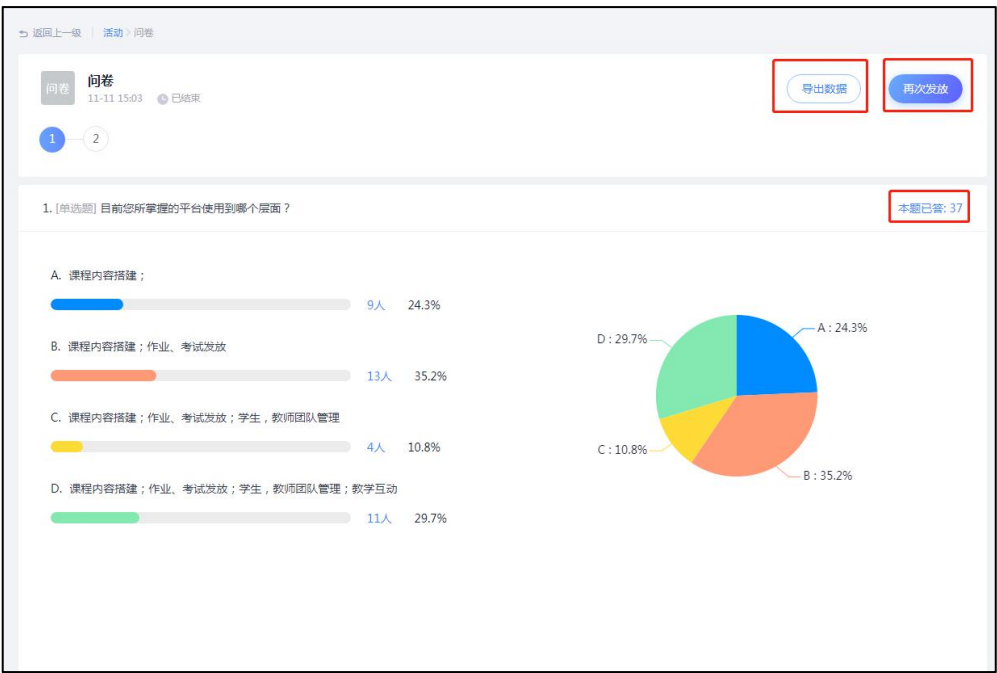 返回上一级 | 活动 > 问卷
问卷
问卷
11-11 15:03 已结束
导出数据
再次发放
1
2
1. [单选题] 目前您所掌握的平台使用到哪个层面？
本题已答: 37
A. 课程内容搭建；
9人 24.3%
B. 课程内容搭建；作业、考试发放
13人 35.2%
C. 课程内容搭建；作业、考试发放；学生，教师团队管理
4人 10.8%
D. 课程内容搭建；作业、考试发放；学生，教师团队管理；教学互动
11人 29.7%
A : 24.3%
D : 29.7%
C : 10.8%
B : 35.2%